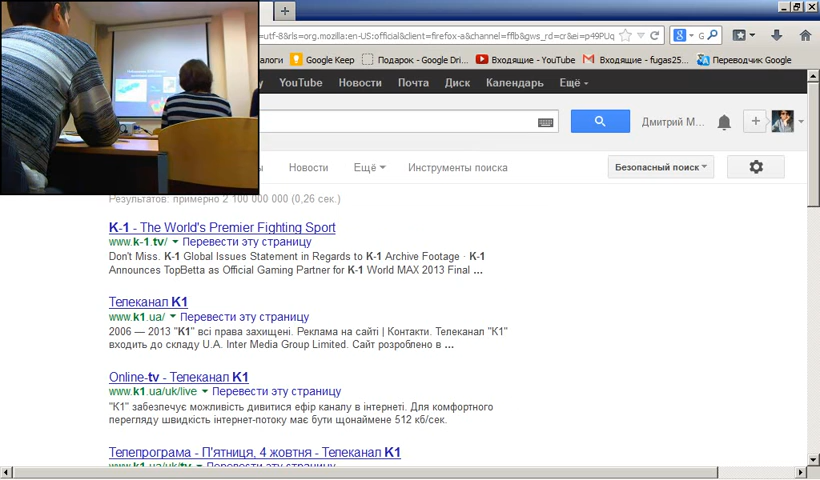 utf-8&rls=org.mozilla:en-US:official&client=firefox-a&channel=fflb&gws_rd=cr&ei=p49PUq
Google Keep
Подарок - Google Dri...
Входящие - YouTube
Входящие - fugas25...
Переводчик Google
YouTube
Новости
Почта
Диск
Календарь
Ещё
Дмитрий М...
Новости
Ещё
Инструменты поиска
Безопасный поиск
Результатов: примерно 2 100 000 000 (0,26 сек.)
K-1 - The World's Premier Fighting Sport
www.k-1.tv/ Перевести эту страницу
Don't Miss. K-1 Global Issues Statement in Regards to K-1 Archive Footage · K-1
Announces TopBetta as Official Gaming Partner for K-1 World MAX 2013 Final ...
Телеканал К1
www.k1.ua/ Перевести эту страницу
2006 — 2013 "К1" всі права захищені. Реклама на сайті | Контакти. Телеканал "К1"
входить до складу U.A. Inter Media Group Limited. Сайт розроблено в ...
Online-tv - Телеканал К1
www.k1.ua/uk/live Перевести эту страницу
"К1" забезпечує можливість дивитися ефір каналу в інтернеті. Для комфортного
перегляду швидкість інтернет-потоку має бути щонаймене 512 кб/сек.
Телепрограма - П'ятниця, 4 жовтня - Телеканал К1
www.k1.ua/uk/tv Перевести эту страницу